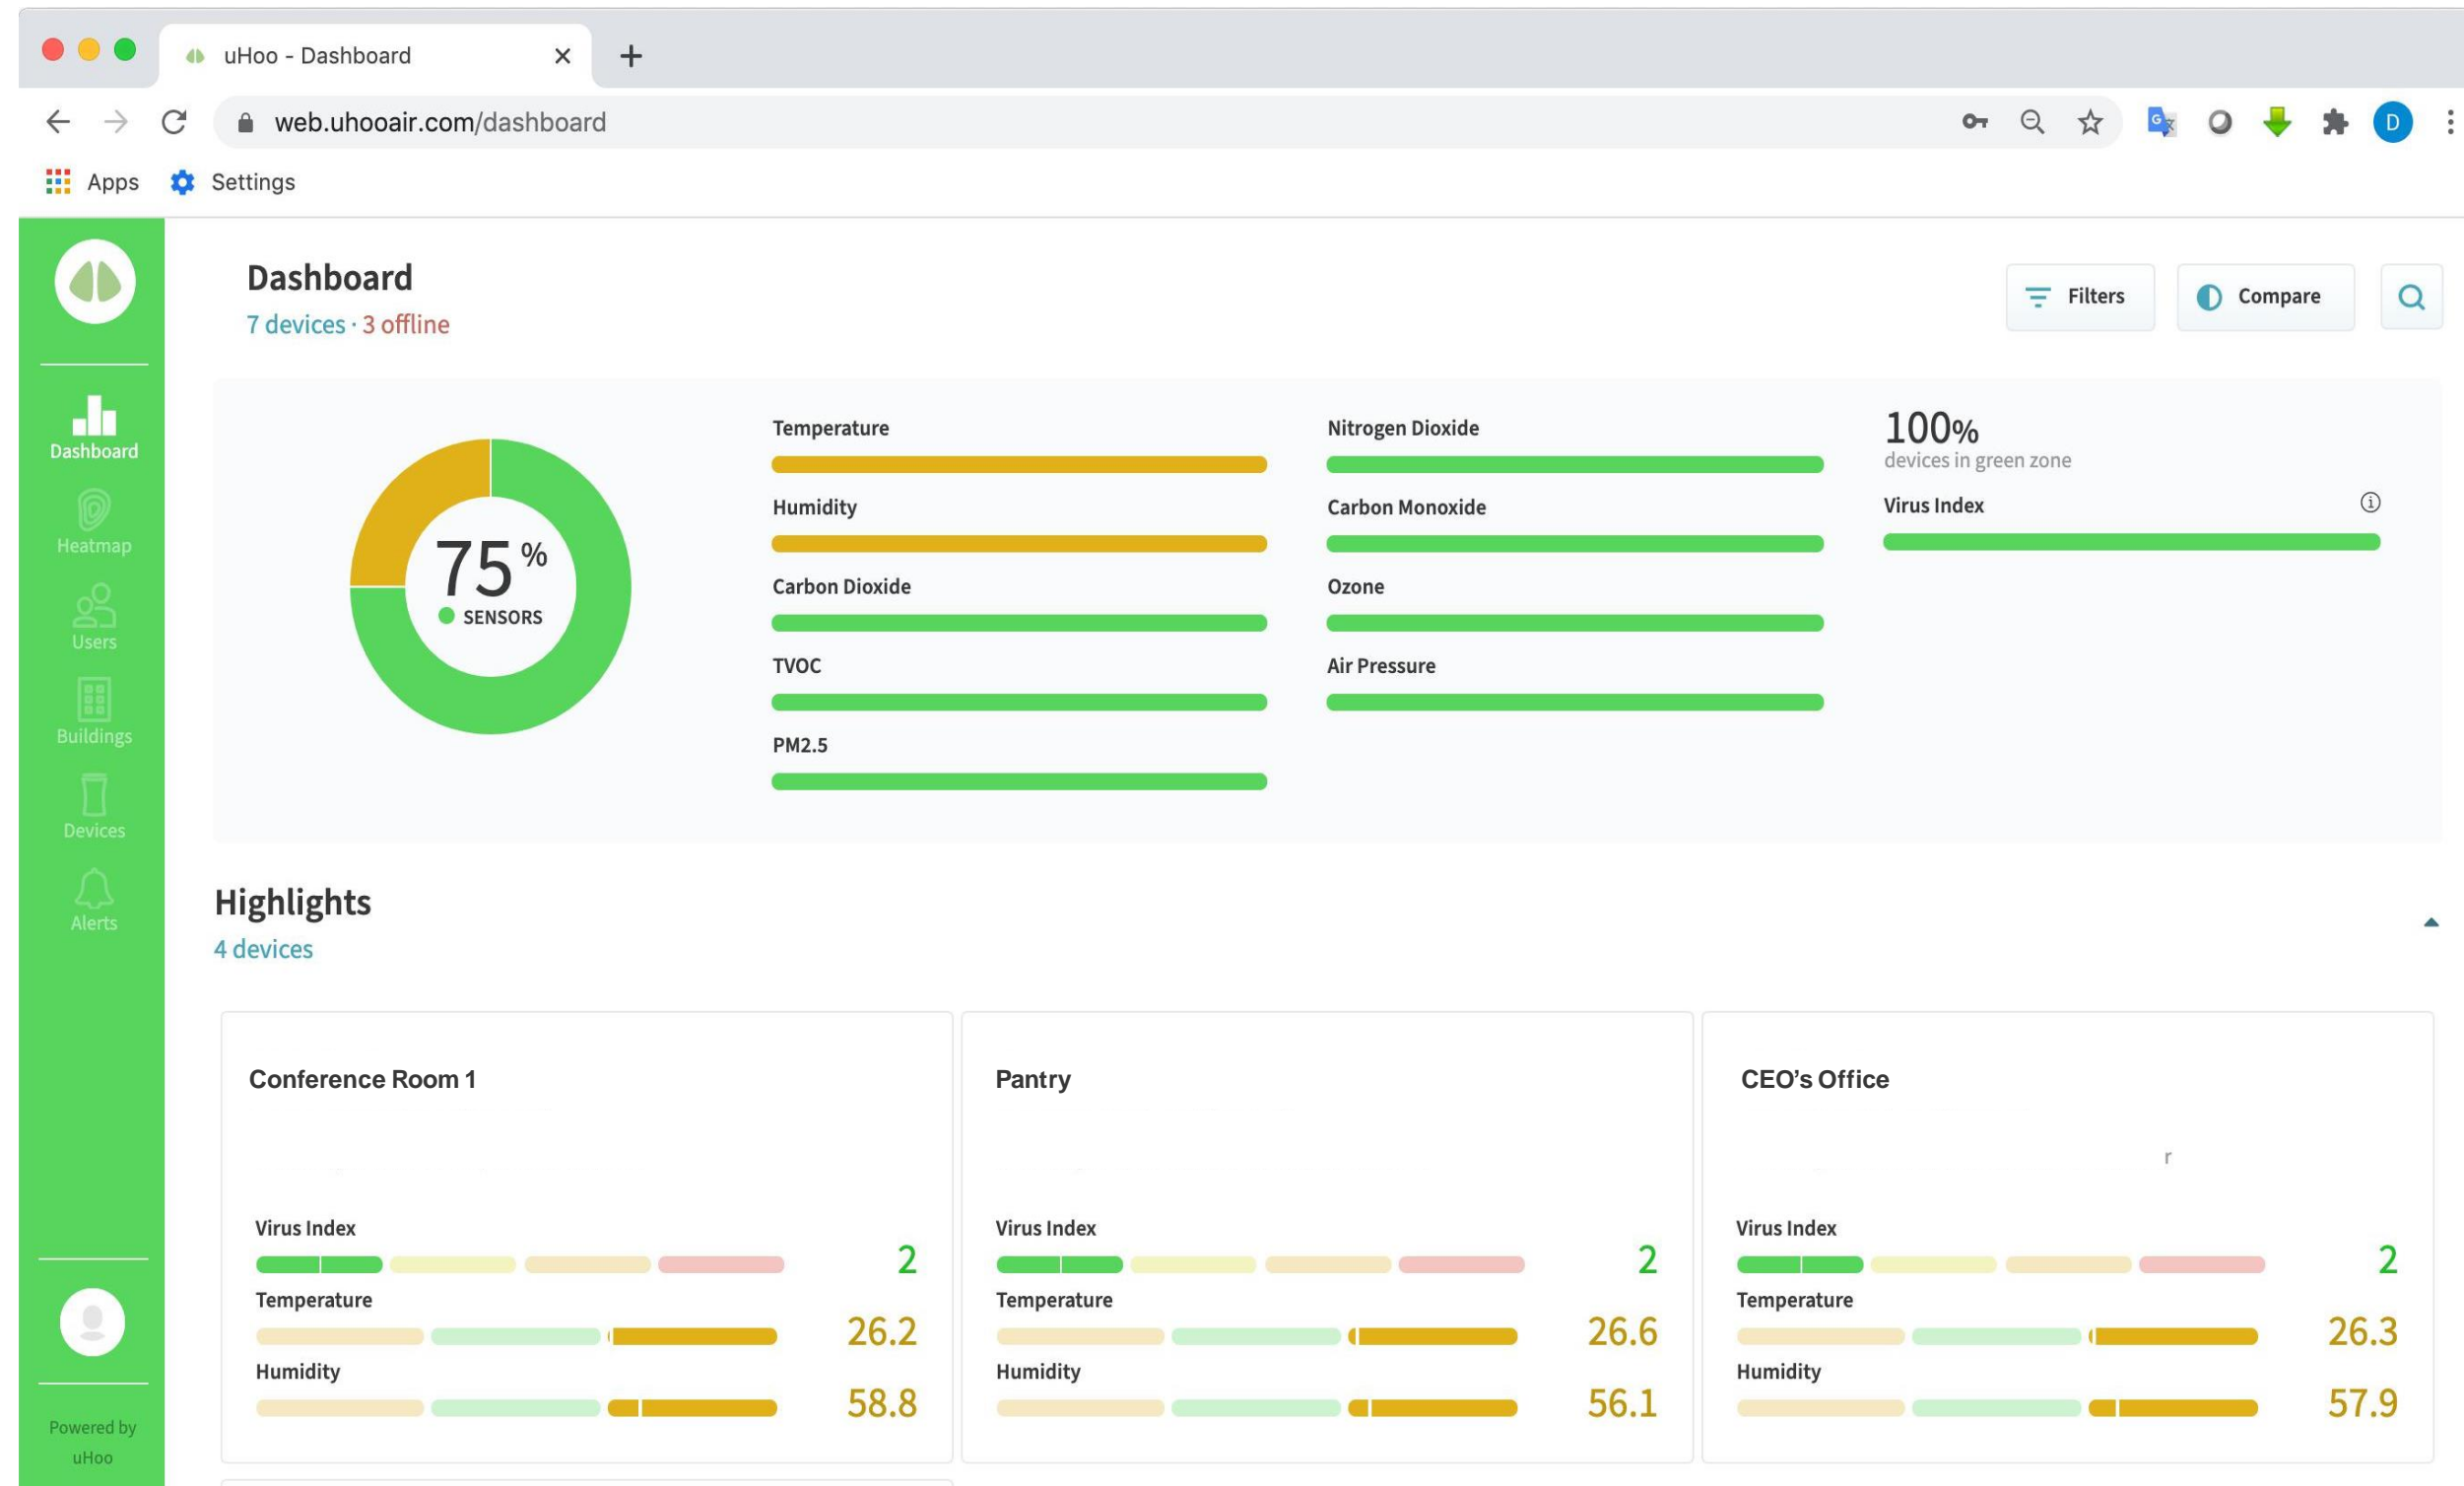 uHoo - Dashboard
web.uhooair.com/dashboard
D
Apps
Settings
Dashboard
7 devices · 3 offline
Filters
Compare
Dashboard
Heatmap
Users
Buildings
Devices
Alerts
Powered by
uHoo
75%
SENSORS
Temperature
Humidity
Carbon Dioxide
TVOC
PM2.5
Nitrogen Dioxide
Carbon Monoxide
Ozone
Air Pressure
100%
devices in green zone
Virus Index
Highlights
4 devices
Conference Room 1
Virus Index
2
Temperature
26.2
Humidity
58.8
Pantry
Virus Index
2
Temperature
26.6
Humidity
56.1
CEO’s Office
r
Virus Index
2
Temperature
26.3
Humidity
57.9